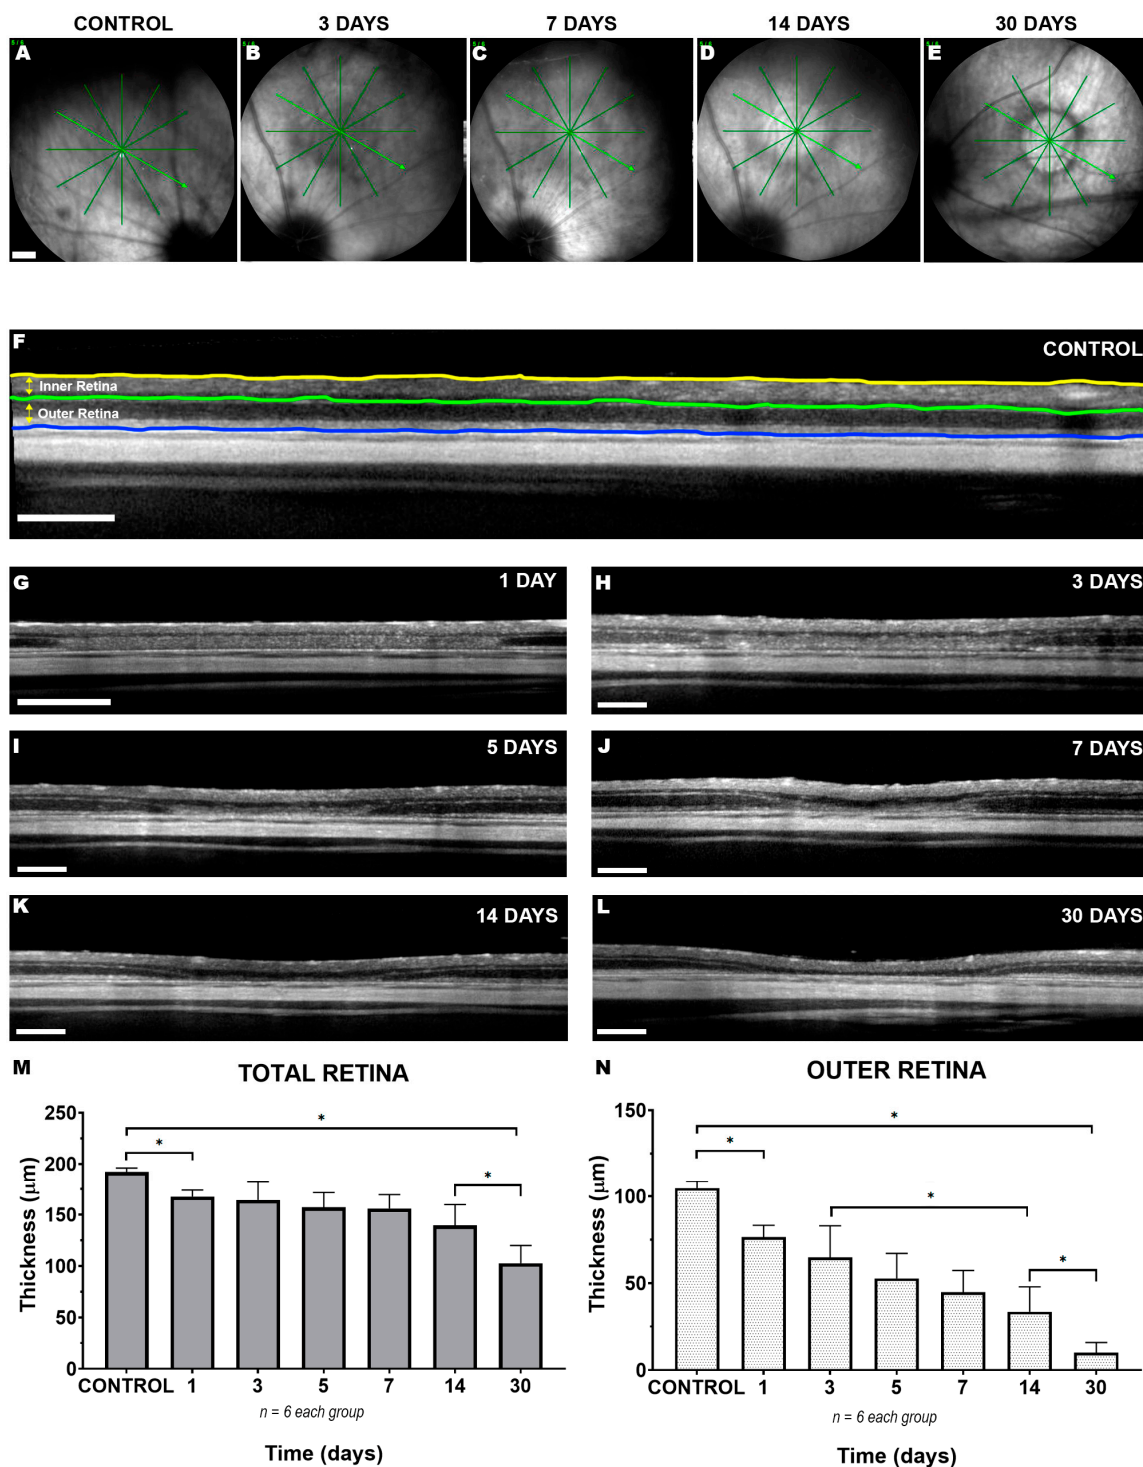 CONTROL 3 DAYS 7 DAYS 14 DAYS 30 DAYS
A B C D E
F
CONTROL
Inner Retina
Outer Retina
G 1 DAY
H 3 DAYS
I 5 DAYS
J 7 DAYS
K 14 DAYS
L 30 DAYS
M TOTAL RETINA
Thickness (µm)
250
200
150
100
50
0
* * *
CONTROL 1 3 5 7 14 30
n = 6 each group
Time (days)
N OUTER RETINA
Thickness (µm)
150
100
50
0
* * * *
CONTROL 1 3 5 7 14 30
n = 6 each group
Time (days)